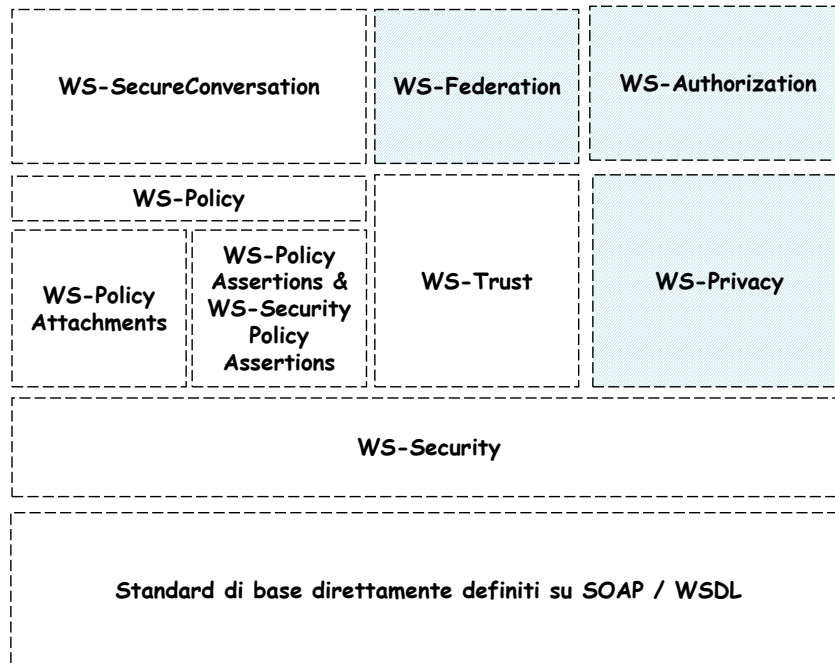 WS-SecureConversation
WS-Federation
WS-Authorization
WS-Policy
WS-Policy
Attachments
WS-Policy
Assertions &
WS-Security
Policy
Assertions
WS-Trust
WS-Privacy
WS-Security
Standard di base direttamente definiti su SOAP / WSDL